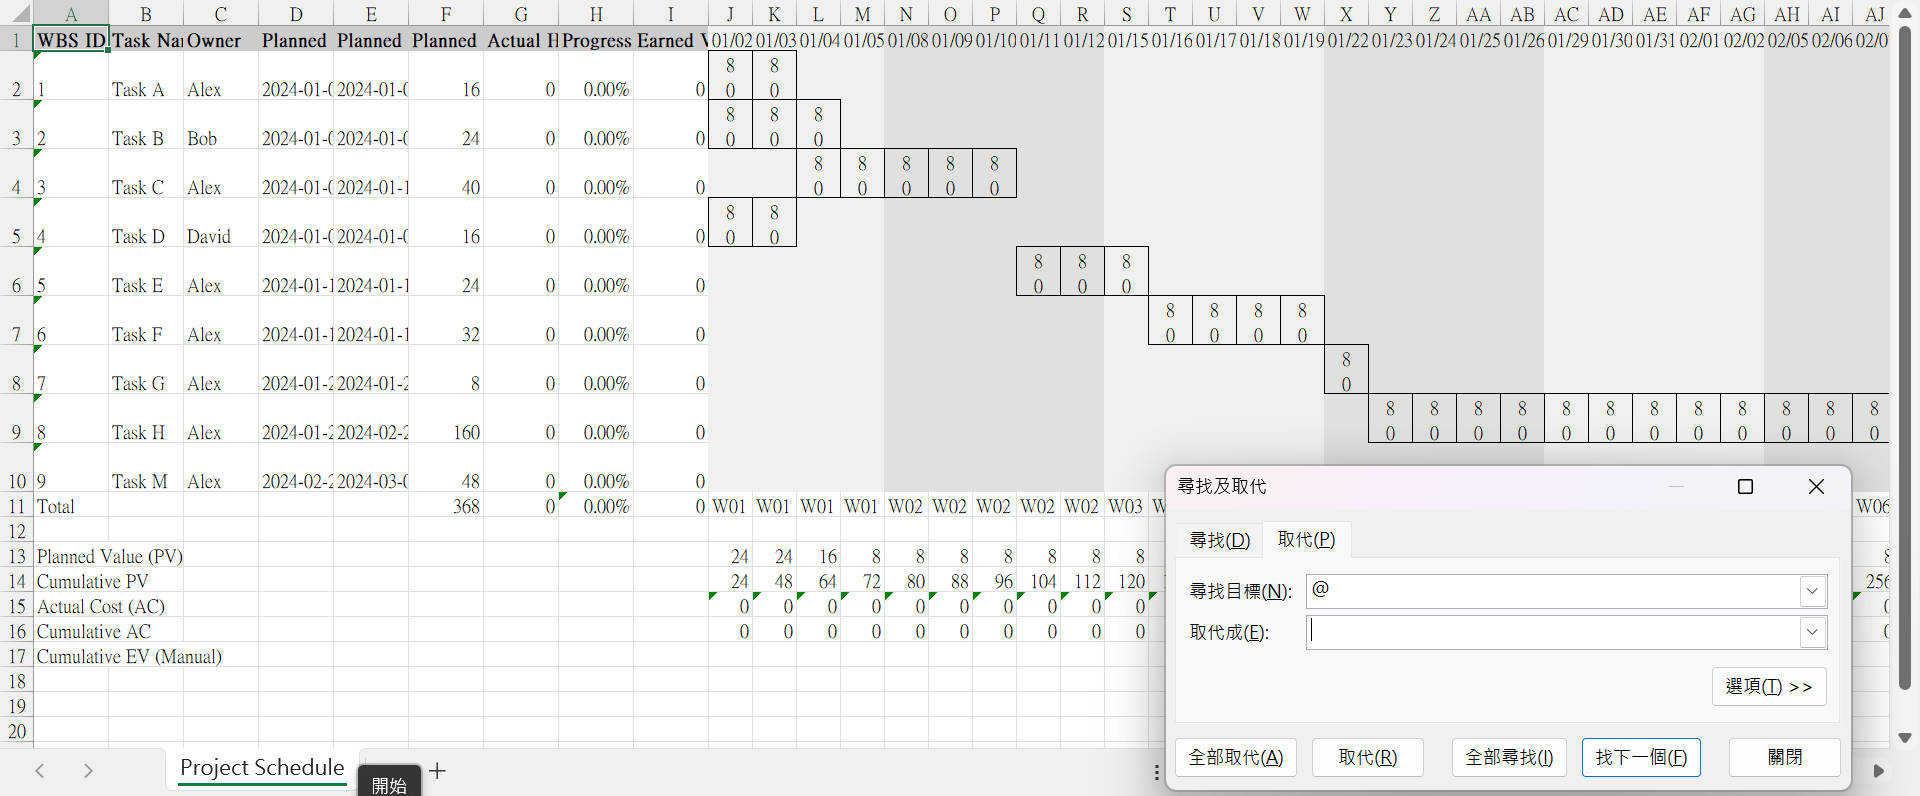 A B C D E F G H I J K L M N O P Q R S T U V W X Y Z AA AB AC AD AE AF AG AH AI AJ
1 WBS ID Task Na Owner Planned Planned Planned Actual H Progress Earned V 01/02 01/03 01/04 01/05 01/08 01/09 01/10 01/11 01/12 01/15 01/16 01/17 01/18 01/19 01/22 01/23 01/24 01/25 01/26 01/29 01/30 01/31 02/01 02/02 02/05 02/06 02/0
8 8
2 1 Task A Alex 2024-01-0 2024-01-0 16 0 0.00% 0 0 0
8 8 8
3 2 Task B Bob 2024-01-0 2024-01-0 24 0 0.00% 0 0 0 0
8 8 8 8 8
4 3 Task C Alex 2024-01-0 2024-01-1 40 0 0.00% 0 0 0 0 0 0
8 8
5 4 Task D David 2024-01-0 2024-01-0 16 0 0.00% 0 0 0
8 8 8
6 5 Task E Alex 2024-01-1 2024-01-1 24 0 0.00% 0 0 0 0
8 8 8 8
7 6 Task F Alex 2024-01-1 2024-01-1 32 0 0.00% 0 0 0 0 0
8
8 7 Task G Alex 2024-01-2 2024-01-2 8 0 0.00% 0 0
8 8 8 8 8 8 8 8 8 8 8 8
9 8 Task H Alex 2024-01-2 2024-02-2 160 0 0.00% 0 0 0 0 0 0 0 0 0 0 0 0 0
10 9 Task M Alex 2024-02-2 2024-03-0 48 0 0.00% 0
11 Total 368 0 0.00% 0 W01 W01 W01 W01 W02 W02 W02 W02 W02 W03 W W06
12
13 Planned Value (PV) 24 24 16 8 8 8 8 8 8 8 8
14 Cumulative PV 24 48 64 72 80 88 96 104 112 120 256
15 Actual Cost (AC) 0 0 0 0 0 0 0 0 0 0 0
16 Cumulative AC 0 0 0 0 0 0 0 0 0 0 0
17 Cumulative EV (Manual)
18
19
20
Project Schedule
開始
尋找及取代
尋找(D) 取代(P)
尋找目標(N): @
取代成(E):
選項(T) >>
全部取代(A) 取代(R) 全部尋找(I) 找下一個(F) 關閉